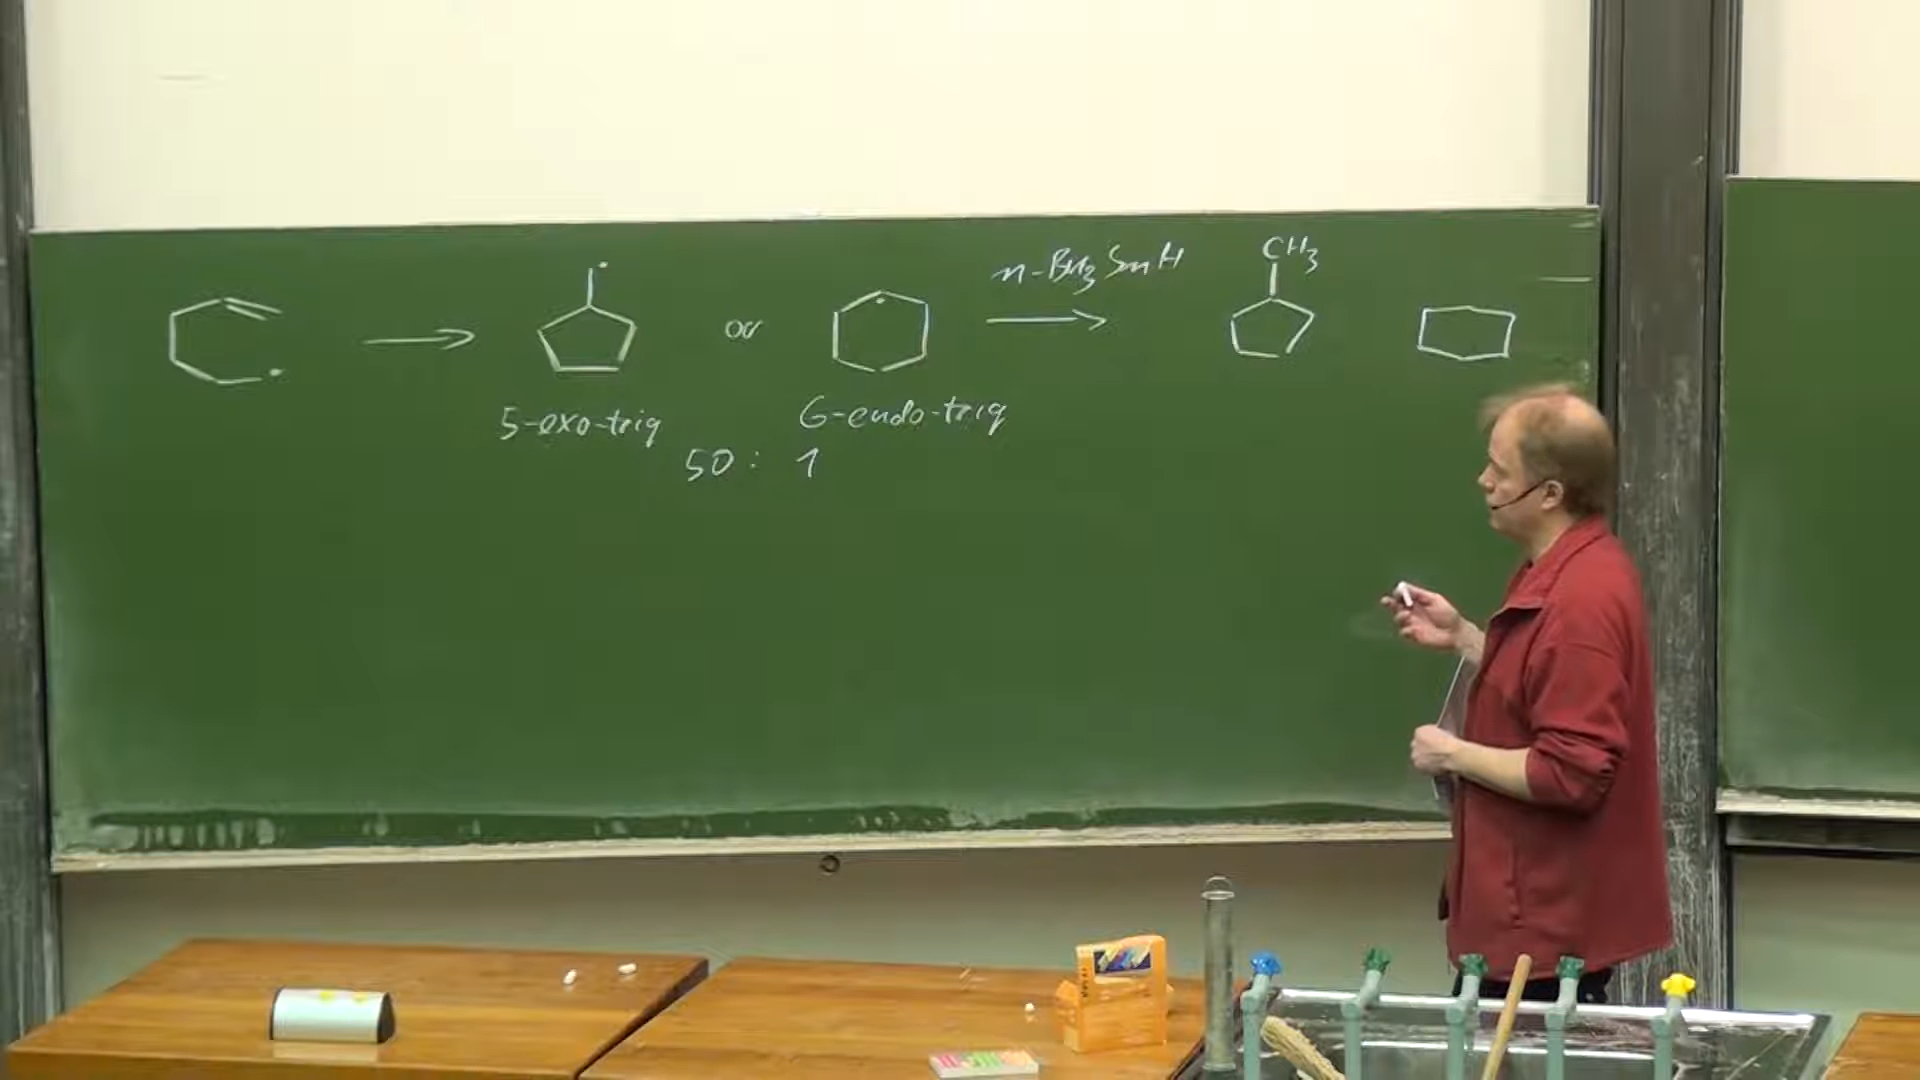 n-Bu₃SnH
CH₃
or
5-exo-trig
6-endo-trig
50 : 1